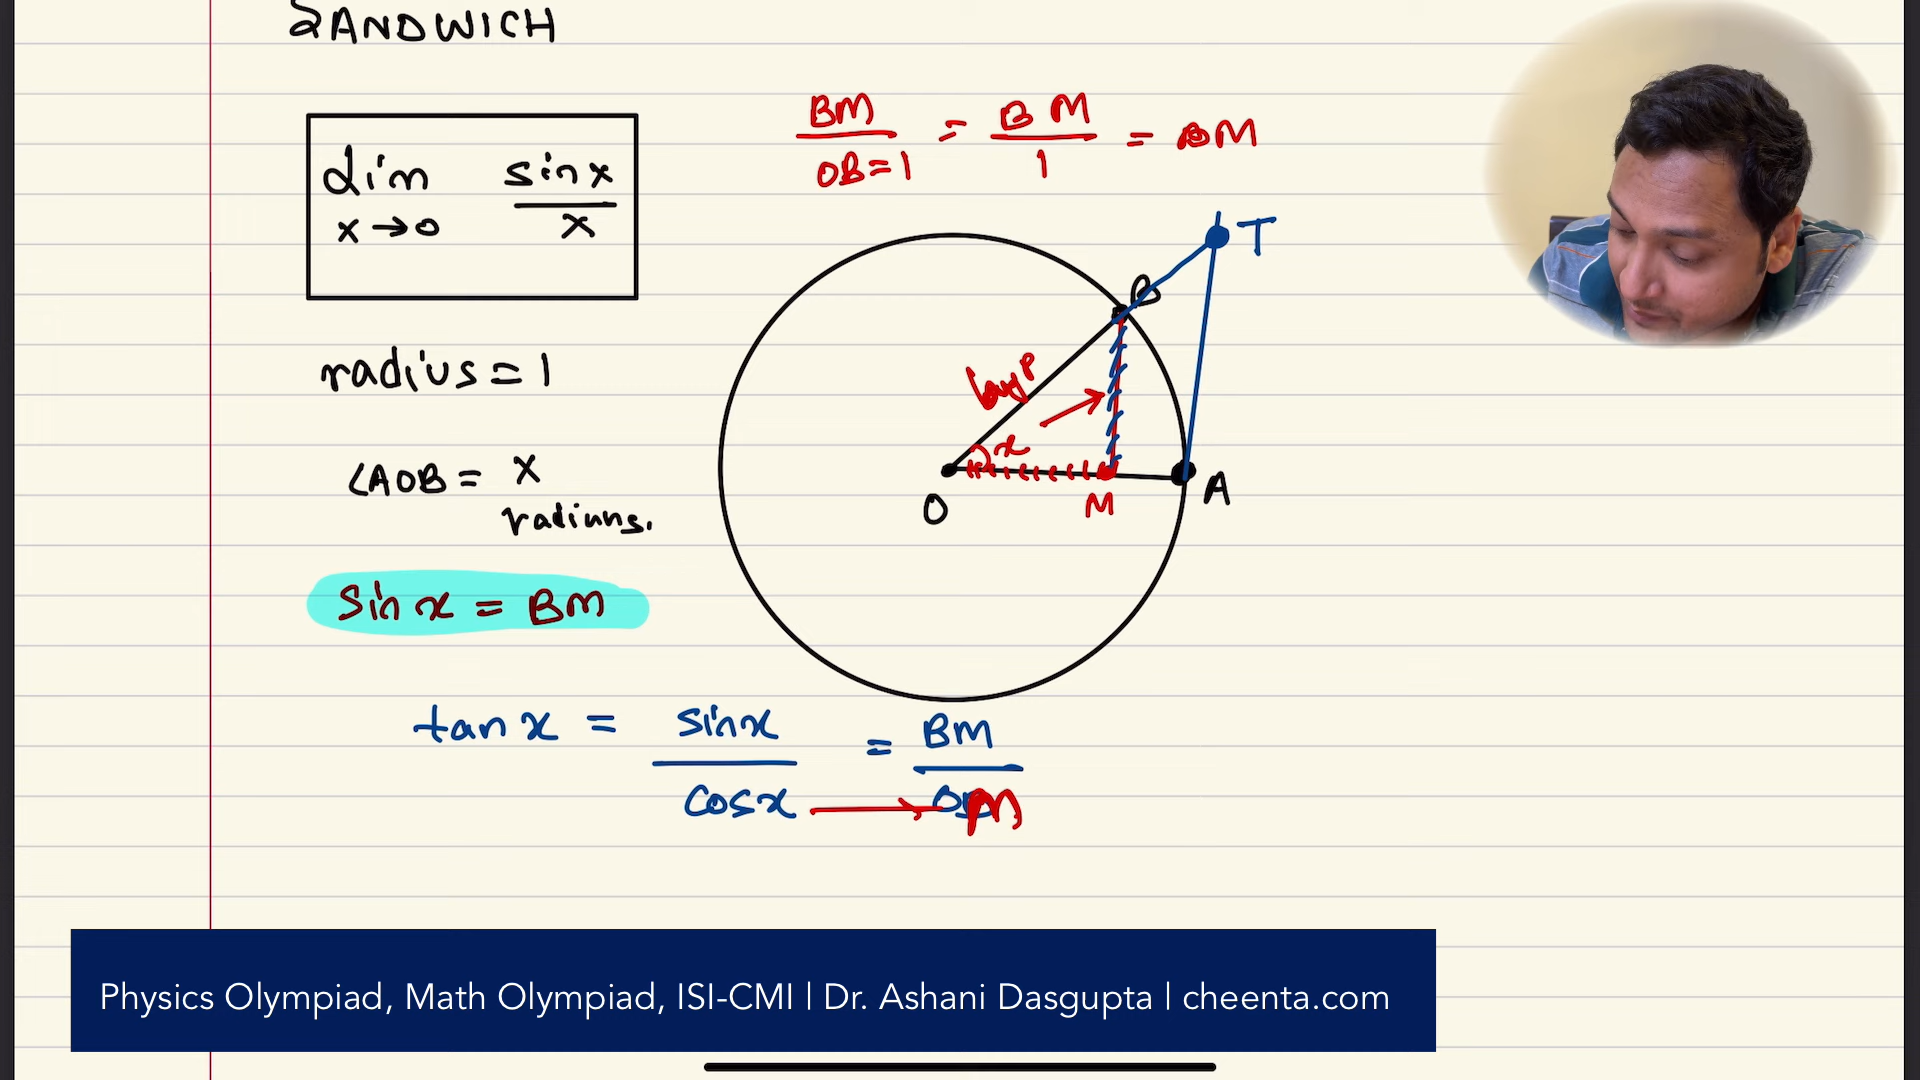 SANDWICH
BM/OB=1 = BM/1 = BM
lim x→0 sin x/x
T
B
radius = 1
hyp
x
∠AOB = x
radians.
O
M
A
sin x = BM
tan x = sin x/cos x = BM/OM
Physics Olympiad, Math Olympiad, ISI-CMI | Dr. Ashani Dasgupta | cheenta.com